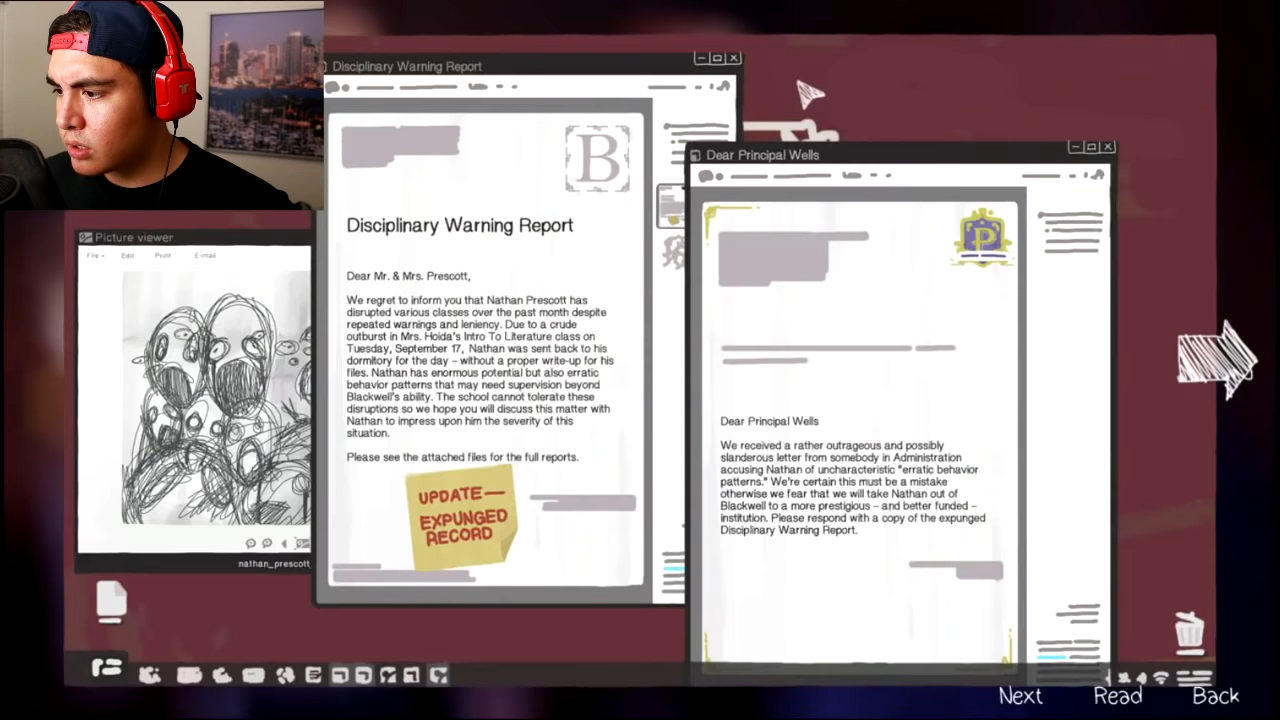 Disciplinary Warning Report
B
Disciplinary Warning Report
Dear Mr. & Mrs. Prescott,
We regret to inform you that Nathan Prescott has
disrupted various classes over the past month despite
repeated warnings and leniency. Due to a crude
outburst in Mrs. Hoida's Intro To Literature class on
Tuesday, September 17, Nathan was sent back to his
dormitory for the day – without a proper write-up for his
files. Nathan has enormous potential but also erratic
behavior patterns that may need supervision beyond
Blackwell's ability. The school cannot tolerate these
disruptions so we hope you will discuss this matter with
Nathan to impress upon him the severity of this
situation.
Please see the attached files for the full reports.
UPDATE—
EXPUNGED
RECORD
Dear Principal Wells
P
Dear Principal Wells
We received a rather outrageous and possibly
slanderous letter from somebody in Administration
accusing Nathan of uncharacteristic "erratic behavior
patterns." We're certain this must be a mistake
otherwise we fear that we will take Nathan out of
Blackwell to a more prestigious – and better funded –
institution. Please respond with a copy of the expunged
Disciplinary Warning Report.
Picture viewer
File Edit Print E-mail
nathan_prescott_
Next Read Back